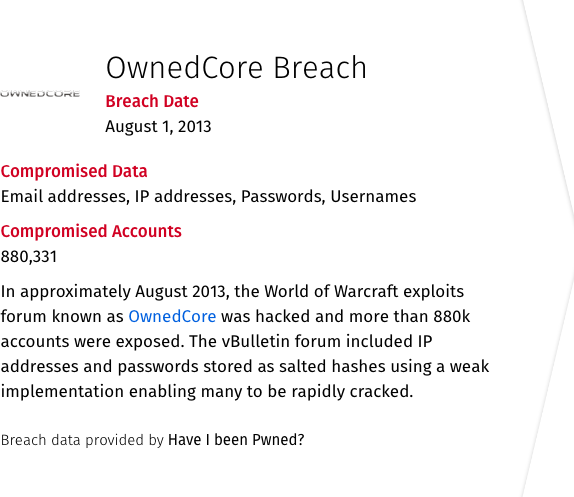 OwnedCore Breach
OWNEDCORE
Breach Date
August 1, 2013
Compromised Data
Email addresses, IP addresses, Passwords, Usernames
Compromised Accounts
880,331
In approximately August 2013, the World of Warcraft exploits
forum known as OwnedCore was hacked and more than 880k
accounts were exposed. The vBulletin forum included IP
addresses and passwords stored as salted hashes using a weak
implementation enabling many to be rapidly cracked.
Breach data provided by Have I been Pwned?